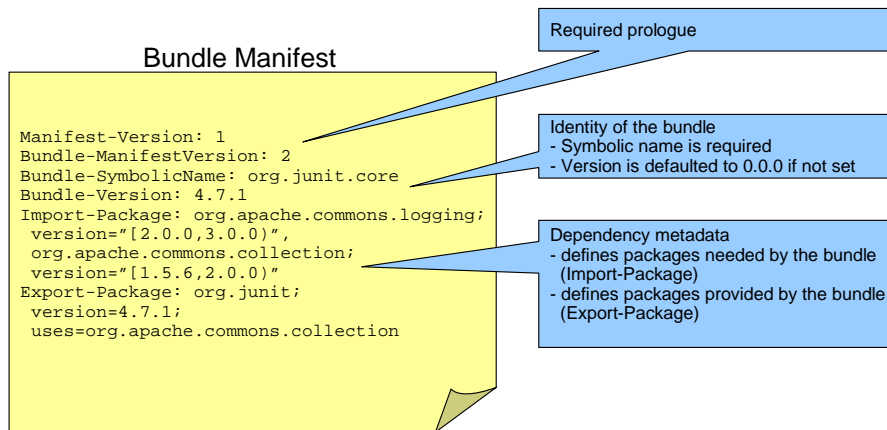 Bundle Manifest
Manifest-Version: 1
Bundle-ManifestVersion: 2
Bundle-SymbolicName: org.junit.core
Bundle-Version: 4.7.1
Import-Package: org.apache.commons.logging;
 version=”[2.0.0,3.0.0)”,
 org.apache.commons.collection;
 version=”[1.5.6,2.0.0)”
Export-Package: org.junit;
 version=4.7.1;
 uses=org.apache.commons.collection
Required prologue
Identity of the bundle
- Symbolic name is required
- Version is defaulted to 0.0.0 if not set
Dependency metadata
- defines packages needed by the bundle
(Import-Package)
- defines packages provided by the bundle
(Export-Package)